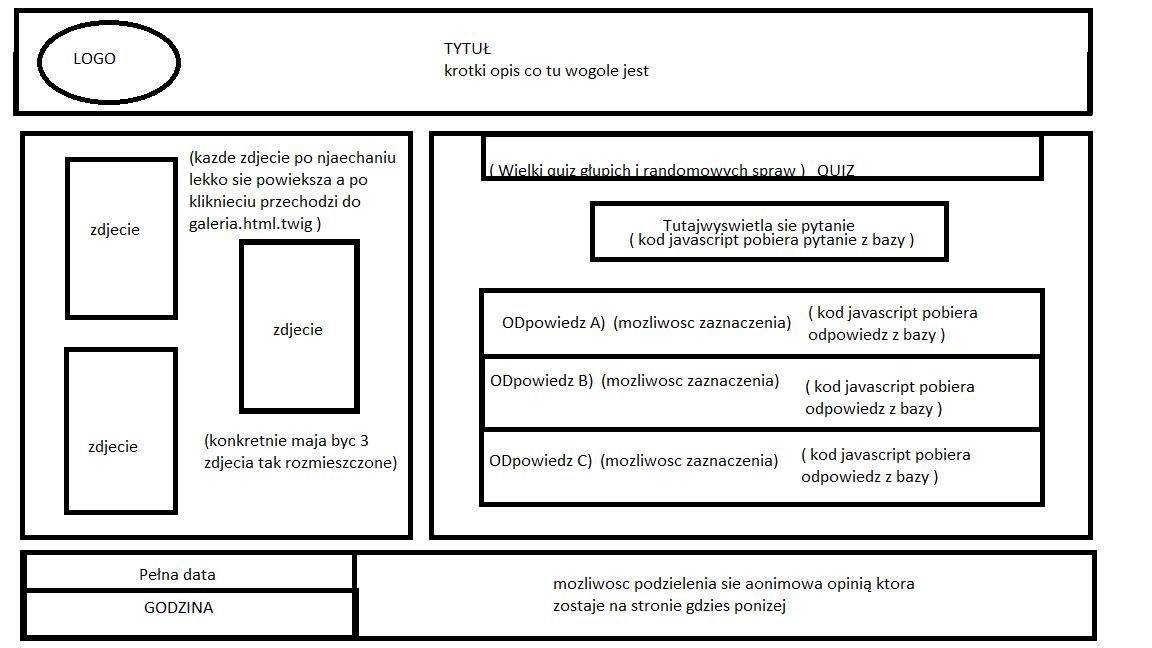 LOGO
TYTUŁ
krotki opis co tu wogole jest
(kazde zdjecie po njaechaniu
lekko sie powieksza a po
kliknieciu przechodzi do
galeria.html.twig )
zdjecie
zdjecie
zdjecie
(konkretnie maja byc 3
zdjecia tak rozmieszczone)
( Wielki quiz głupich i randomowych spraw ) QUIZ
Tutajwyswietla sie pytanie
( kod javascript pobiera pytanie z bazy )
ODpowiedz A) (mozliwosc zaznaczenia)
( kod javascript pobiera
odpowiedz z bazy )
ODpowiedz B) (mozliwosc zaznaczenia)
( kod javascript pobiera
odpowiedz z bazy )
ODpowiedz C) (mozliwosc zaznaczenia)
( kod javascript pobiera
odpowiedz z bazy )
Pełna data
GODZINA
mozliwosc podzielenia sie aonimowa opinią ktora
zostaje na stronie gdzies ponizej